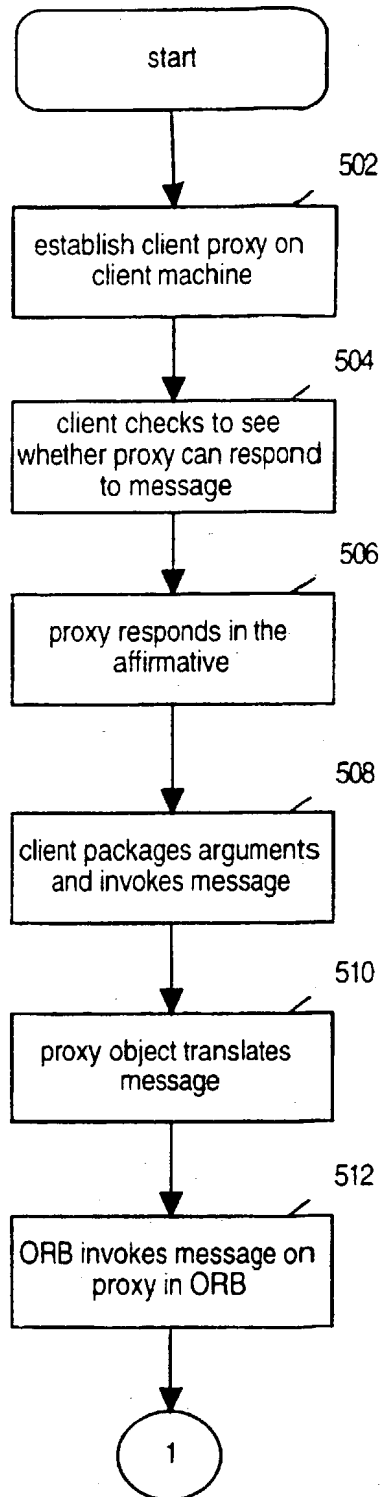 start
502
establish client proxy on
client machine
504
client checks to see
whether proxy can respond
to message
506
proxy responds in the
affirmative
508
client packages arguments
and invokes message
510
proxy object translates
message
512
ORB invokes message on
proxy in ORB
1